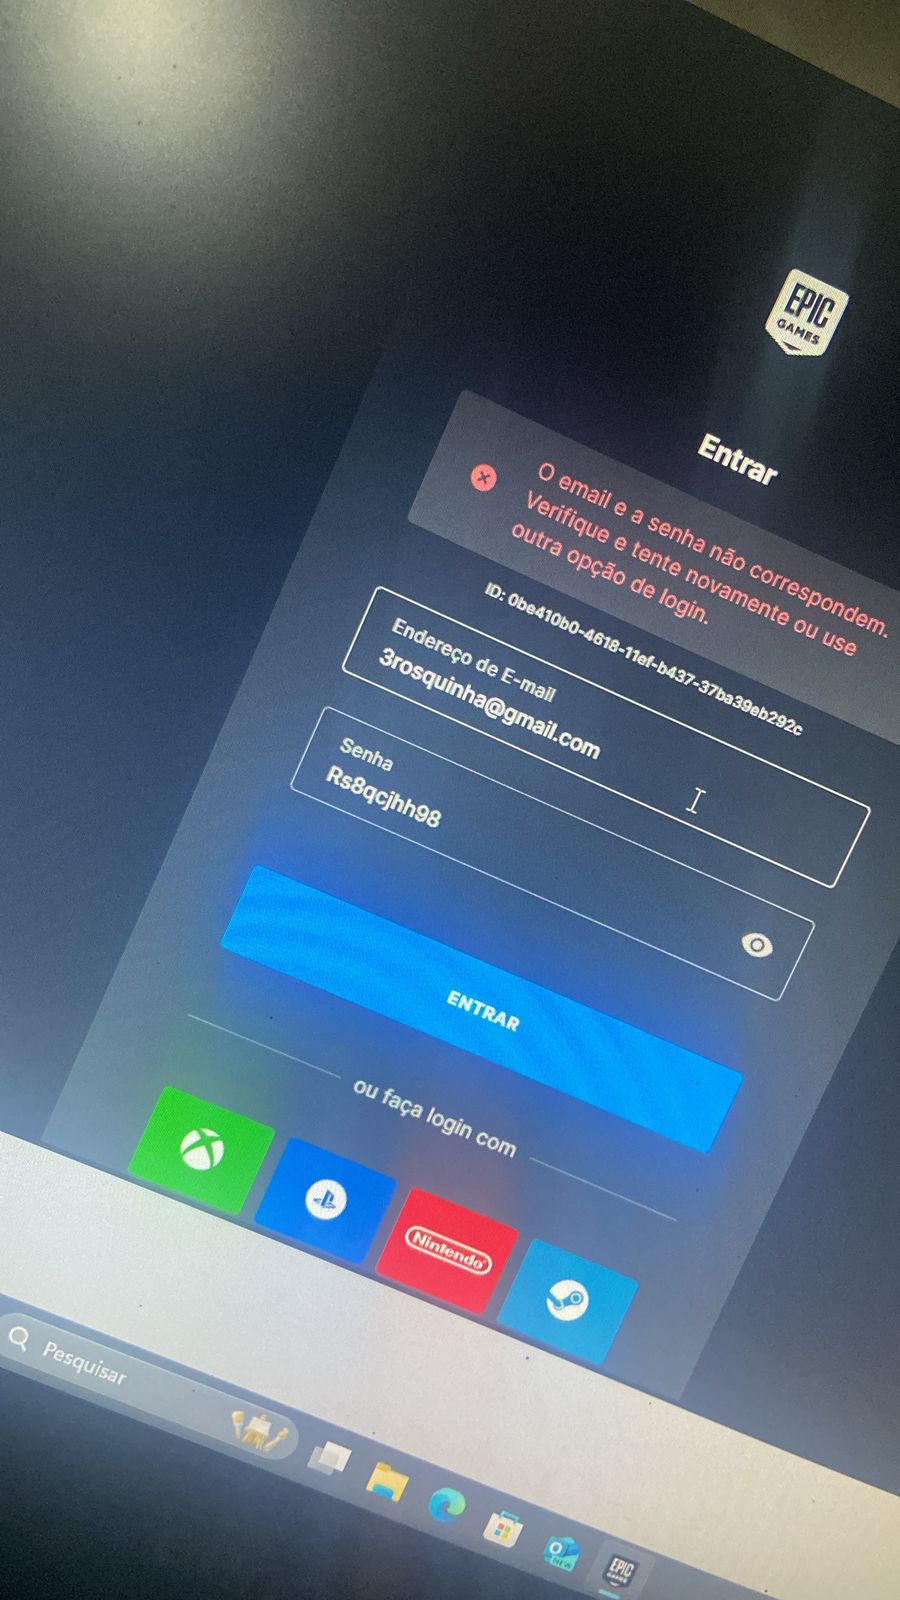 EPIC
GAMES
Entrar
O email e a senha não correspondem.
Verifique e tente novamente ou use
outra opção de login.
ID: 0be410b0-4618-11ef-b437-37ba39eb292c
Endereço de E-mail
3rosquinha@gmail.com
Senha
Rs8qcjhh98
ENTRAR
ou faça login com
Nintendo
Pesquisar
NEW
EPIC
GAMES